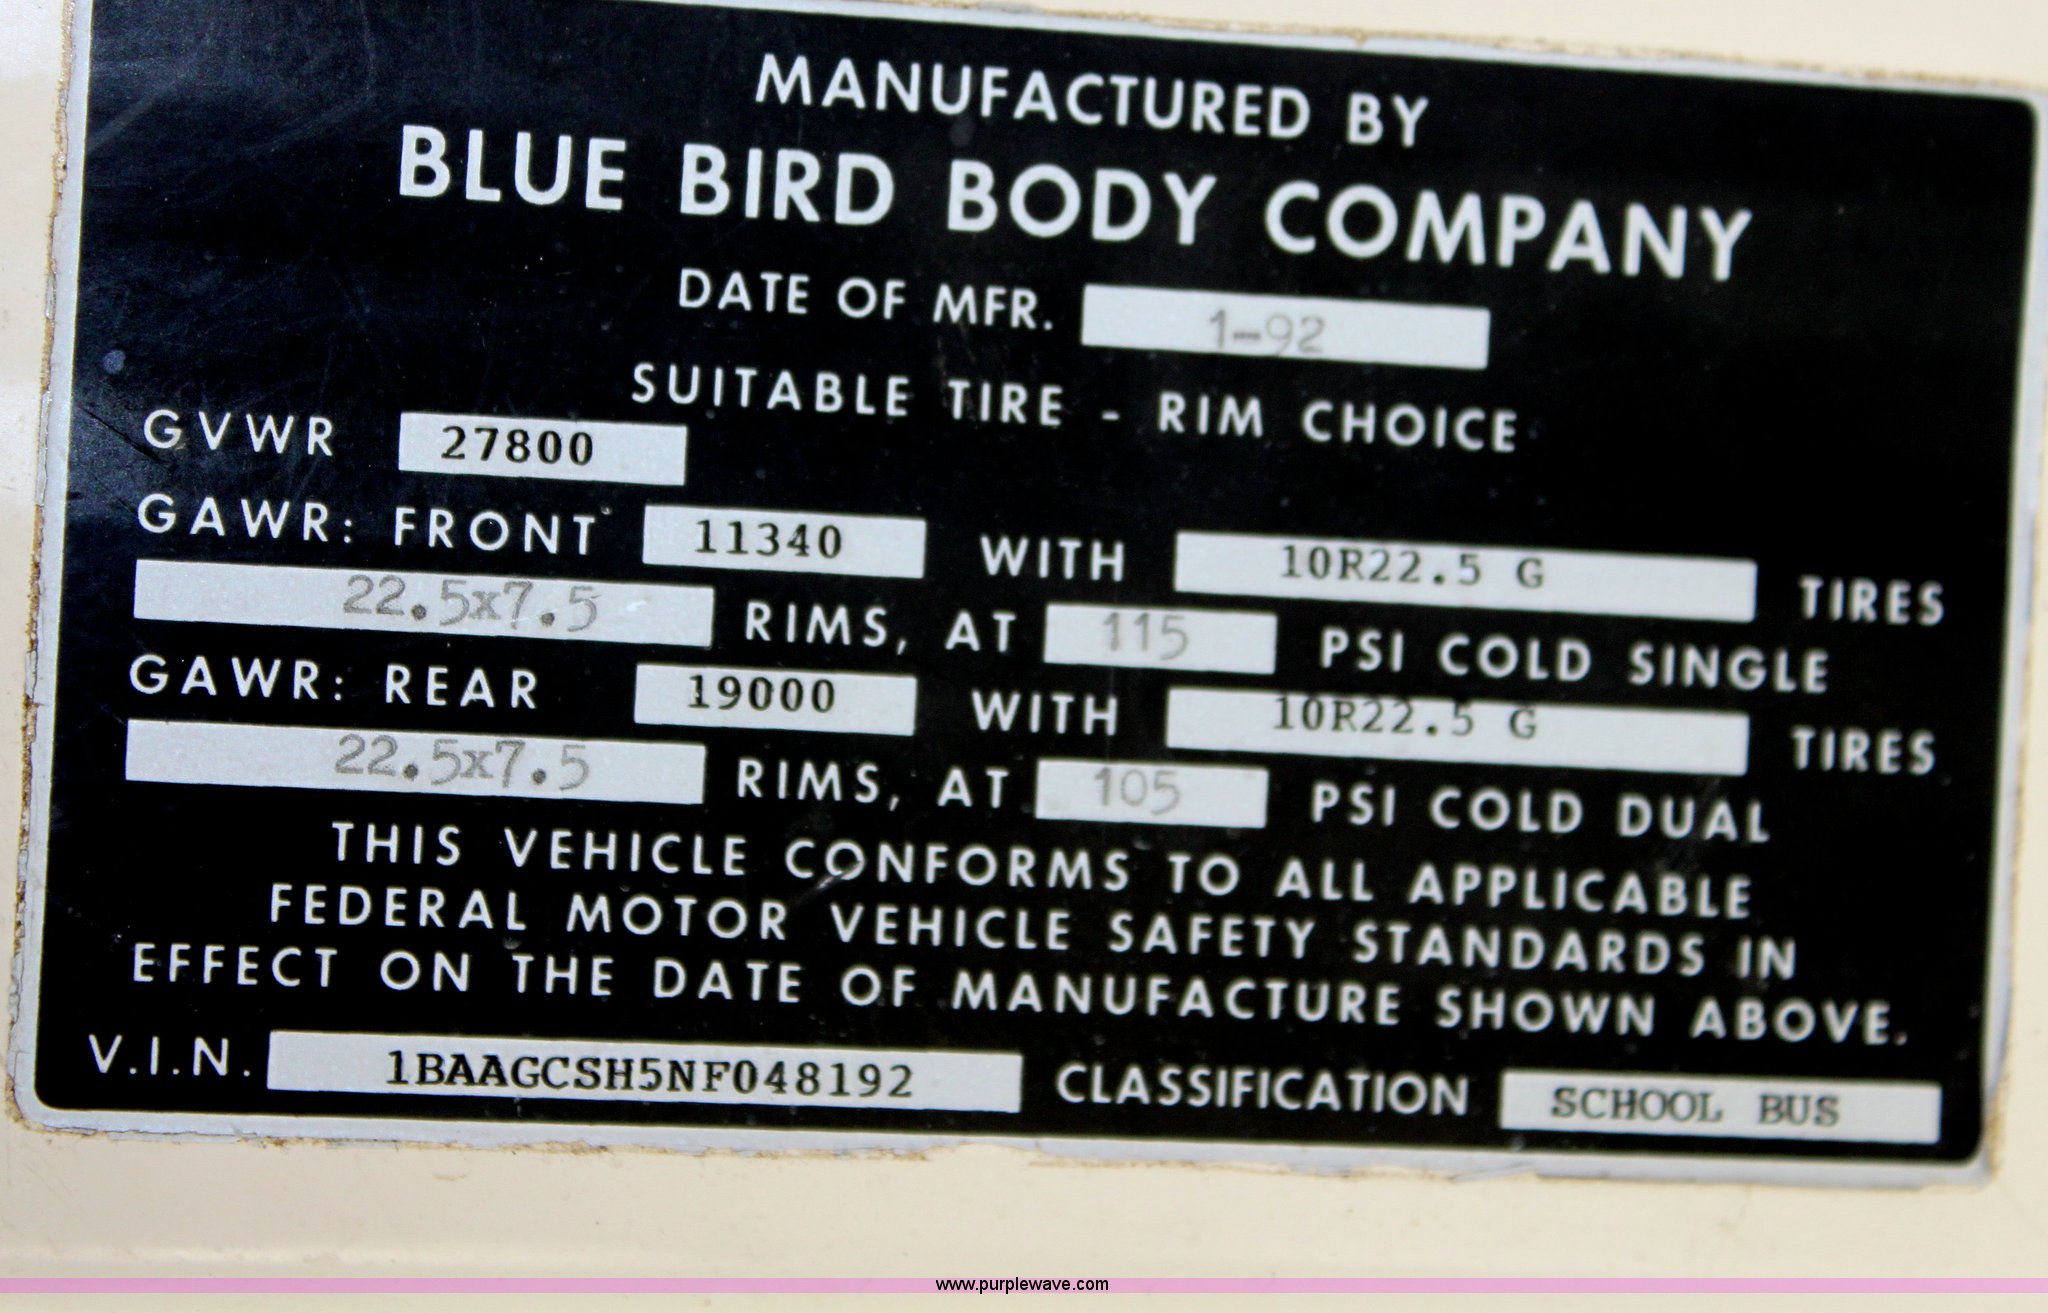 MANUFACTURED BY
BLUE BIRD BODY COMPANY
DATE OF MFR. 1-92
SUITABLE TIRE - RIM CHOICE
GVWR 27800
GAWR: FRONT 11340 WITH 10R22.5 G TIRES
22.5x7.5 RIMS, AT 115 PSI COLD SINGLE
GAWR: REAR 19000 WITH 10R22.5 G TIRES
22.5x7.5 RIMS, AT 105 PSI COLD DUAL
THIS VEHICLE CONFORMS TO ALL APPLICABLE
FEDERAL MOTOR VEHICLE SAFETY STANDARDS IN
EFFECT ON THE DATE OF MANUFACTURE SHOWN ABOVE.
V.I.N. 1BAAGCSH5NF048192 CLASSIFICATION SCHOOL BUS
www.purplewave.com